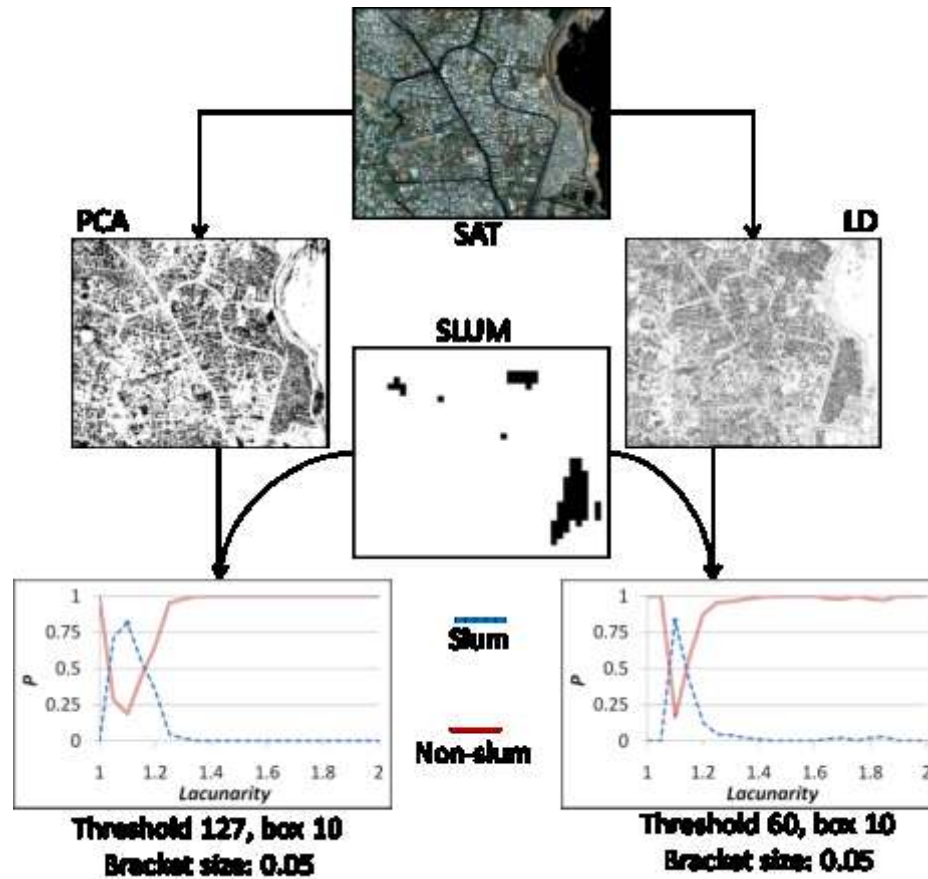 SAT
PCA
ILD
SLUM
1
0.75
0.5
0.25
0
P
1 1.2 1.4 1.6 1.8 2
Lacunarity
Threshold 127, box 10
Bracket size: 0.05
Slum
Non-slum
1
0.75
0.5
0.25
0
P
1 1.2 1.4 1.6 1.8 2
Lacunarity
Threshold 60, box 10
Bracket size: 0.05